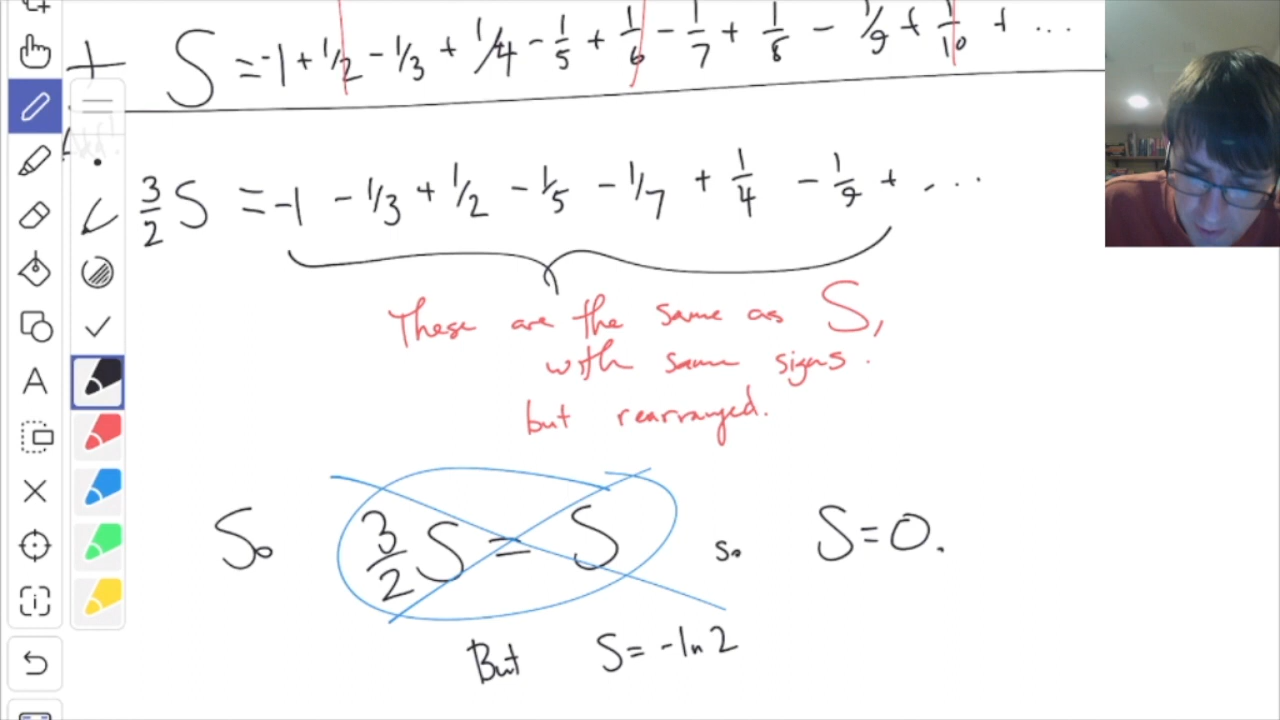 + S = -1 + 1/2 - 1/3 + 1/4 - 1/5 + 1/6 - 1/7 + 1/8 - 1/9 + 1/10 + ...
3/2 S = -1 - 1/3 + 1/2 - 1/5 - 1/7 + 1/4 - 1/9 + ...
These are the same as S,
with same signs.
but rearranged.
So 3/2 S = S so S = 0.
But S = -ln 2
A